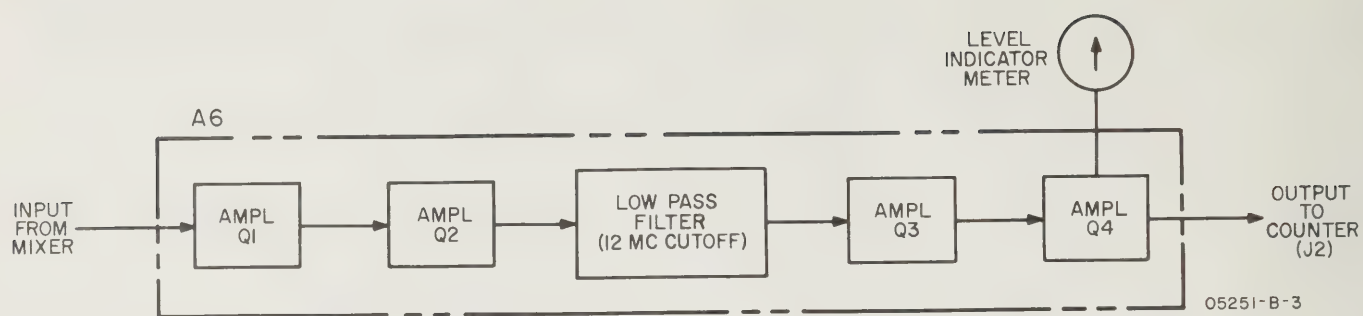 LEVEL
INDICATOR
METER
A6
INPUT
FROM
MIXER
AMPL
Q1
AMPL
Q2
LOW PASS
FILTER
(12 MC CUTOFF)
AMPL
Q3
AMPL
Q4
OUTPUT
TO
COUNTER
(J2)
05251-B-3